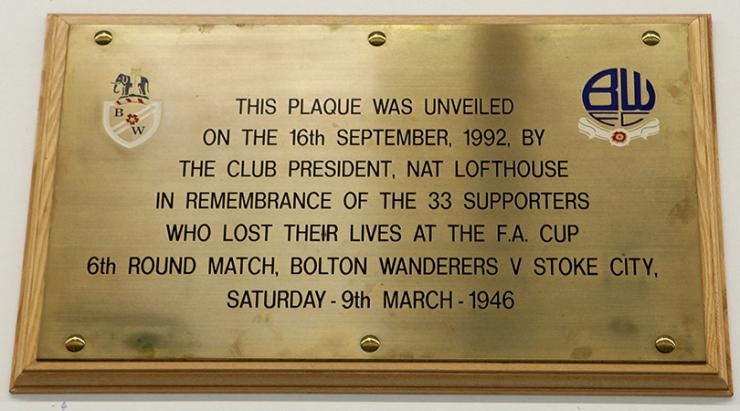 B W
BW
FC
THIS PLAQUE WAS UNVEILED
ON THE 16th SEPTEMBER, 1992, BY
THE CLUB PRESIDENT, NAT LOFTHOUSE
IN REMEMBRANCE OF THE 33 SUPPORTERS
WHO LOST THEIR LIVES AT THE F.A. CUP
6th ROUND MATCH, BOLTON WANDERERS V STOKE CITY,
SATURDAY - 9th MARCH - 1946